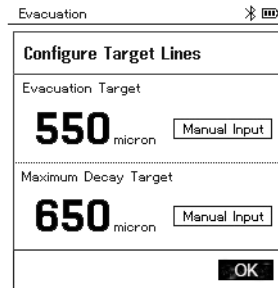 Evacuation
Configure Target Lines
Evacuation Target
550 micron Manual Input
Maximum Decay Target
650 micron Manual Input
OK